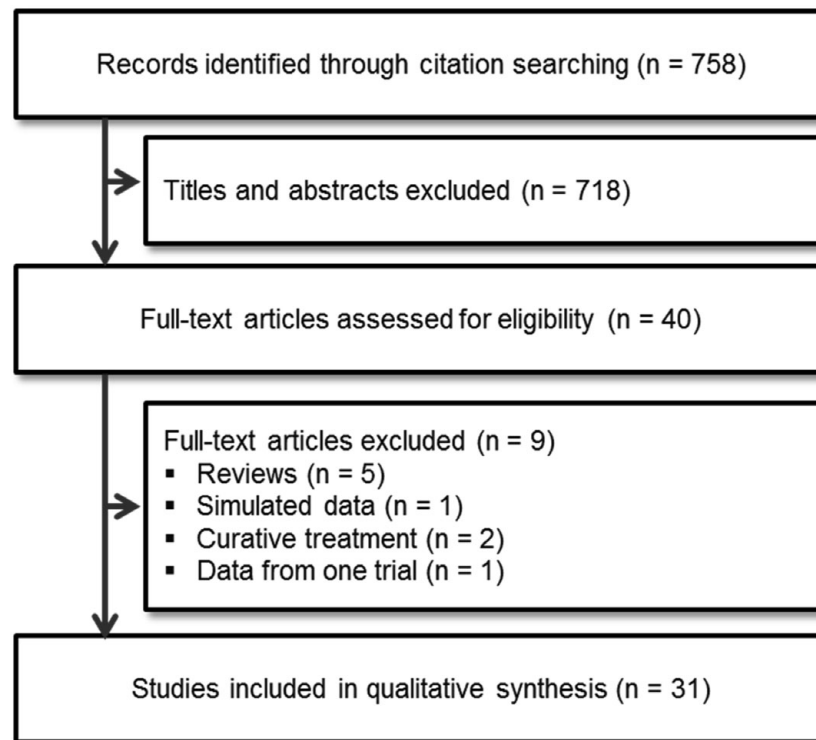 Records identified through citation searching (n = 758)
Titles and abstracts excluded (n = 718)
Full-text articles assessed for eligibility (n = 40)
Full-text articles excluded (n = 9)
▪ Reviews (n = 5)
▪ Simulated data (n = 1)
▪ Curative treatment (n = 2)
▪ Data from one trial (n = 1)
Studies included in qualitative synthesis (n = 31)